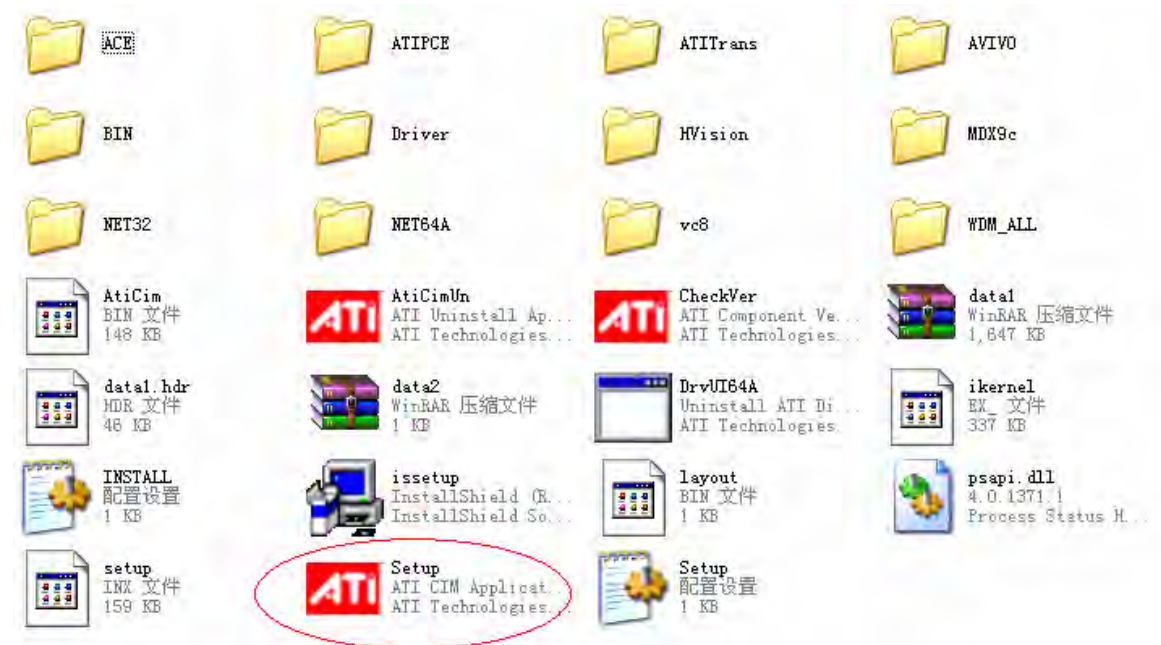 ACE
ATIPCE
ATITrans
AVIVO
BIN
Driver
HVision
MDX9c
NET32
NET64A
vc8
WDM_ALL
AtiCim
BIN 文件
148 KB
ATI
AtiCimUn
ATI Uninstall Ap...
ATI Technologies...
ATI
CheckVer
ATI Component Ve...
ATI Technologies...
data1
WinRAR 压缩文件
1,647 KB
data1.hdr
HDR 文件
46 KB
data2
WinRAR 压缩文件
1 KB
DrvUI64A
Uninstall ATI Di...
ATI Technologies
ikernel
EX_ 文件
337 KB
INSTALL
配置设置
1 KB
issetup
InstallShield (R...
InstallShield So...
layout
BIN 文件
1 KB
psapi.dll
4.0.1371.1
Process Status H...
setup
INX 文件
159 KB
ATI
Setup
ATI CIM Applicat...
ATI Technologies...
Setup
配置设置
1 KB